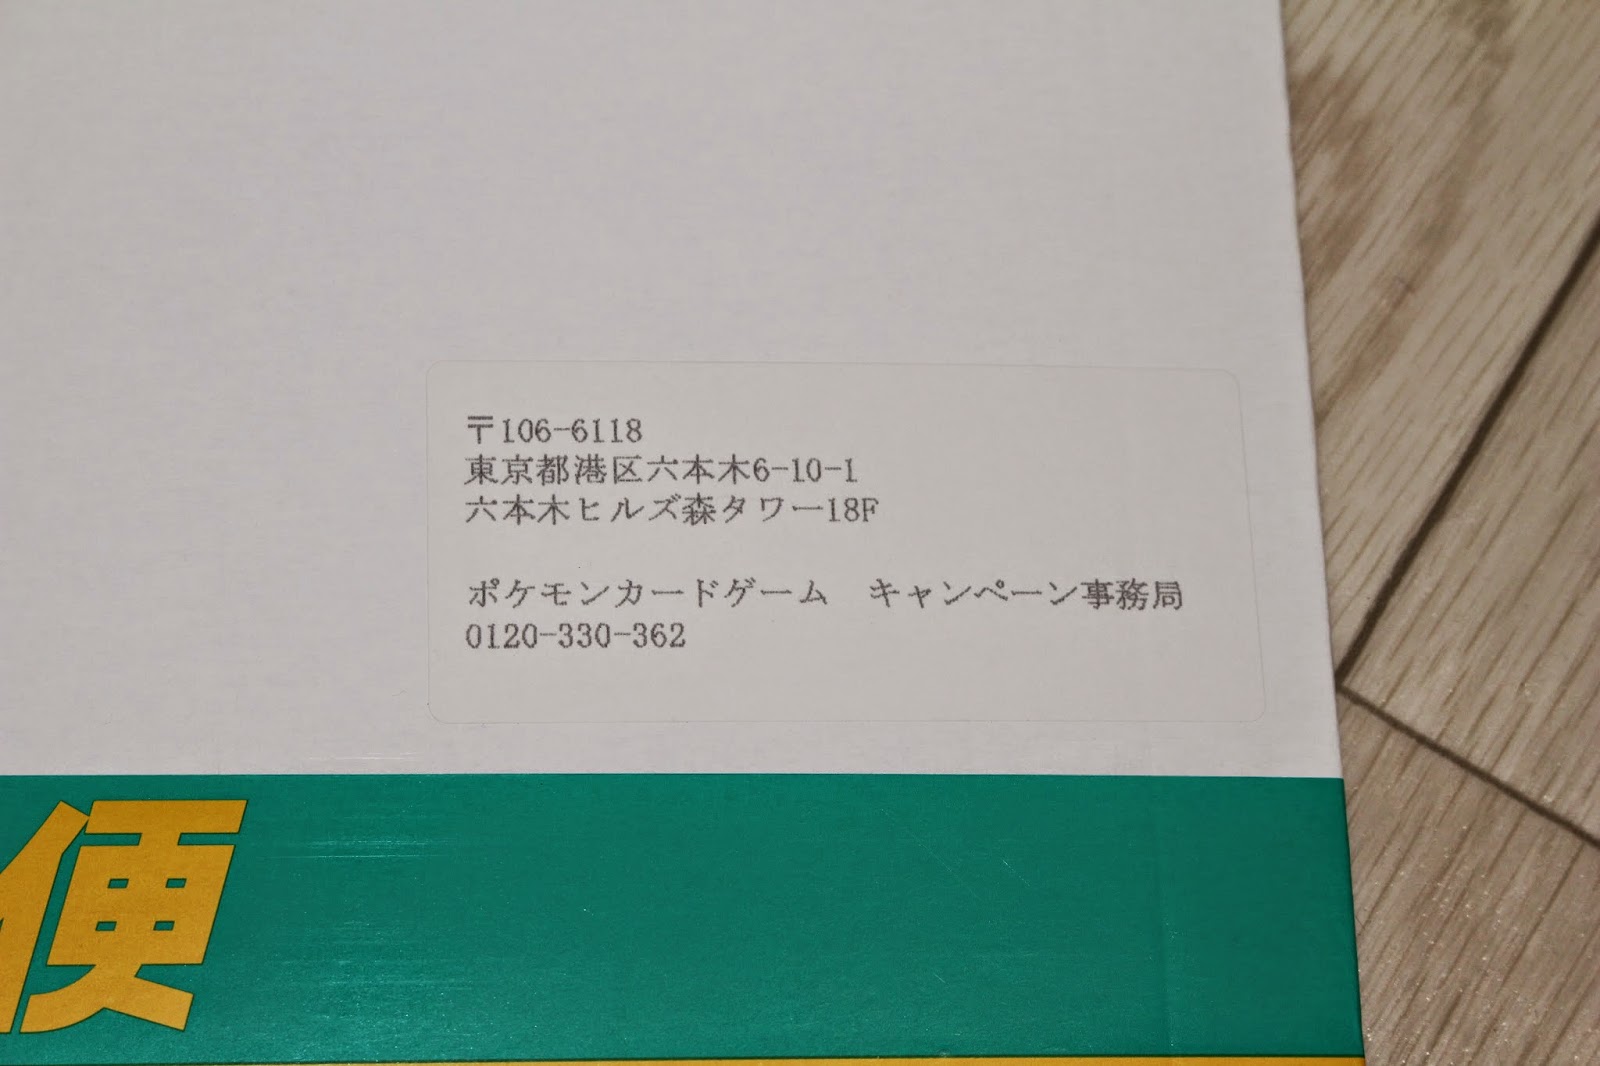 〒106-6118
東京都港区六本木6-10-1
六本木ヒルズ森タワー18F
ポケモンカードゲーム　キャンペーン事務局
0120-330-362
便